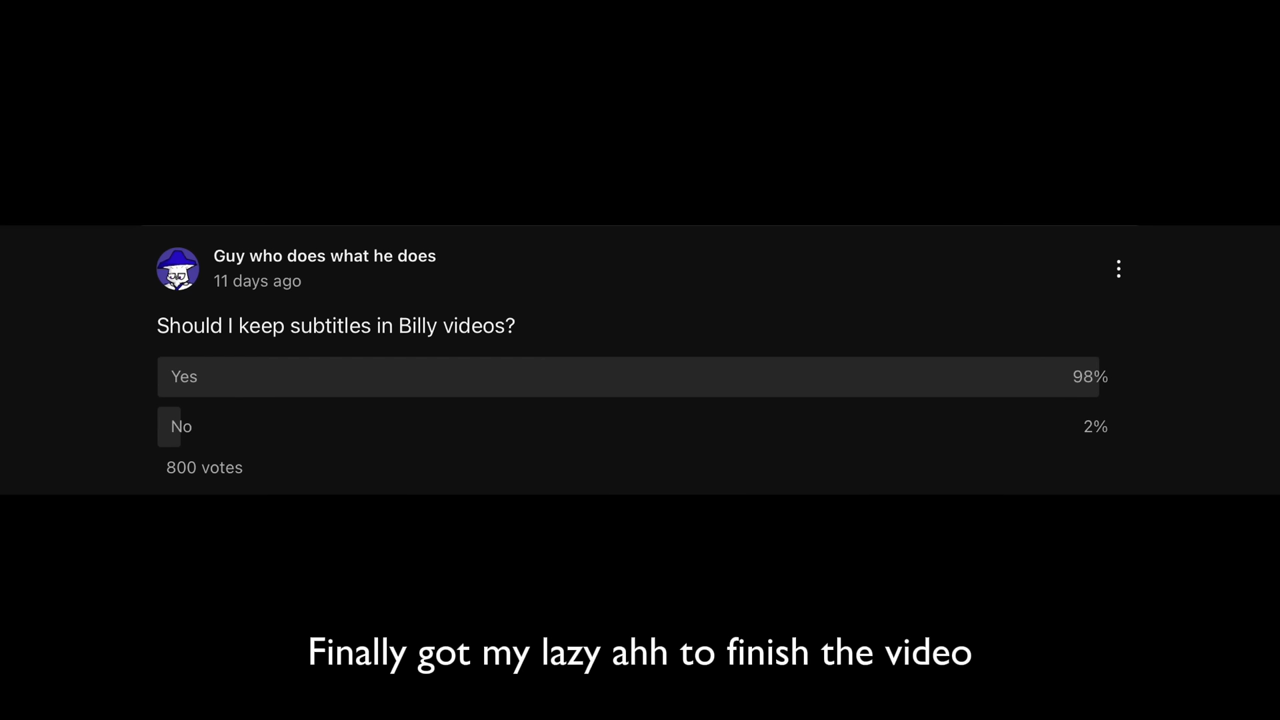 Guy who does what he does
11 days ago
Should I keep subtitles in Billy videos?
Yes 98%
No 2%
800 votes
Finally got my lazy ahh to finish the video